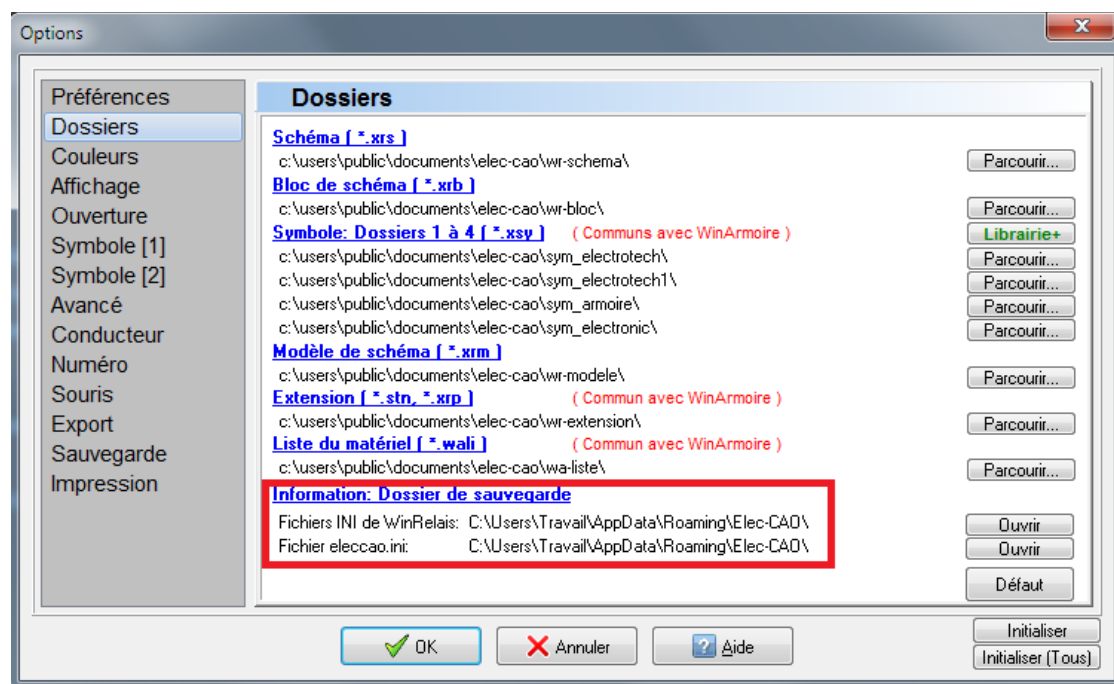 Options
Préférences
Dossiers
Couleurs
Affichage
Ouverture
Symbole [1]
Symbole [2]
Avancé
Conducteur
Numéro
Souris
Export
Sauvegarde
Impression
Dossiers
Schéma ( *.xrs )
c:\users\public\documents\elec-cao\wr-schema\ Parcourir...
Bloc de schéma ( *.xrb )
c:\users\public\documents\elec-cao\wr-bloc\ Parcourir...
Symbole: Dossiers 1 à 4 ( *.xsy ) ( Communs avec WinArmoire ) Librairie+
c:\users\public\documents\elec-cao\sym_electrotech\ Parcourir...
c:\users\public\documents\elec-cao\sym_electrotech1\ Parcourir...
c:\users\public\documents\elec-cao\sym_armoire\ Parcourir...
c:\users\public\documents\elec-cao\sym_electronic\ Parcourir...
Modèle de schéma ( *.xrm )
c:\users\public\documents\elec-cao\wr-modele\ Parcourir...
Extension ( *.stn, *.xrp ) ( Commun avec WinArmoire )
c:\users\public\documents\elec-cao\wr-extension\ Parcourir...
Liste du matériel ( *.wali ) ( Commun avec WinArmoire )
c:\users\public\documents\elec-cao\wa-liste\ Parcourir...
Information: Dossier de sauvegarde
Fichiers INI de WinRelais: C:\Users\Travail\AppData\Roaming\Elec-CAO\ Ouvrir
Fichier eleccao.ini: C:\Users\Travail\AppData\Roaming\Elec-CAO\ Ouvrir
Défaut
OK Annuler Aide
Initialiser
Initialiser (Tous)